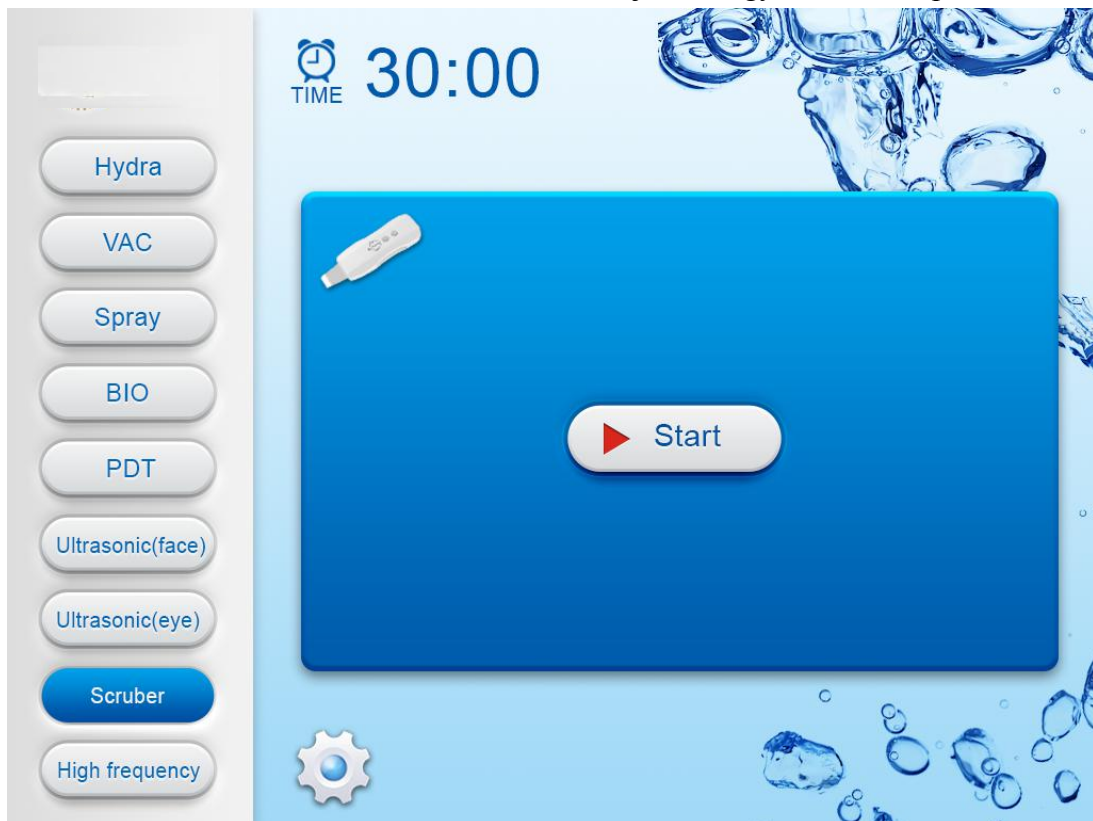 TIME 30:00
Hydra
VAC
Spray
BIO
PDT
Ultrasonic(face)
Ultrasonic(eye)
Scruber
High frequency
Start